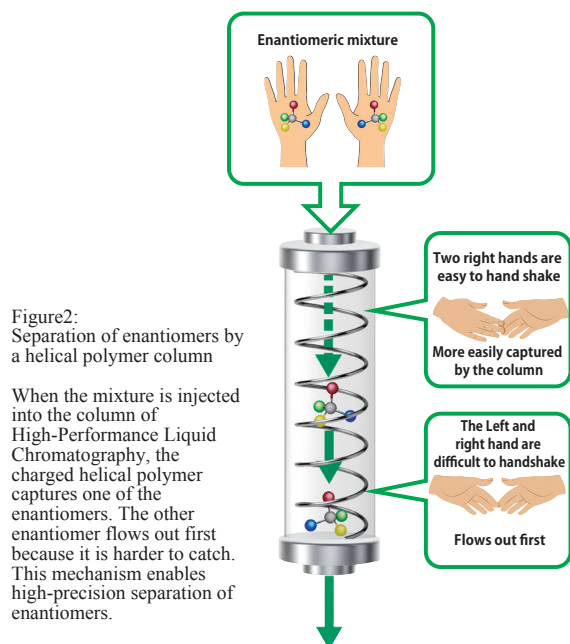 Enantiomeric mixture
Two right hands are
easy to hand shake
More easily captured
by the column
Figure2:
Separation of enantiomers by
a helical polymer column
When the mixture is injected
into the column of
High-Performance Liquid
Chromatography, the
charged helical polymer
captures one of the
enantiomers. The other
enantiomer flows out first
because it is harder to catch.
This mechanism enables
high-precision separation of
enantiomers.
The Left and
right hand are
difficult to handshake
Flows out first